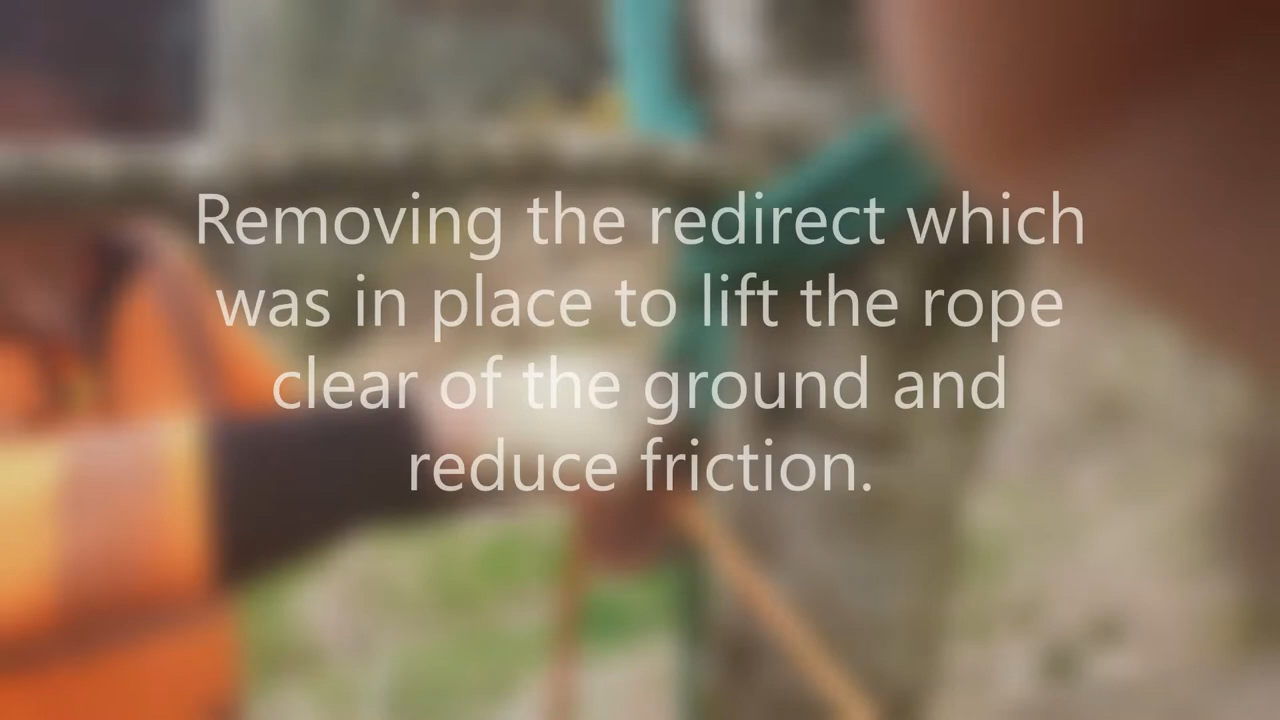 Removing the redirect which
was in place to lift the rope
clear of the ground and
reduce friction.